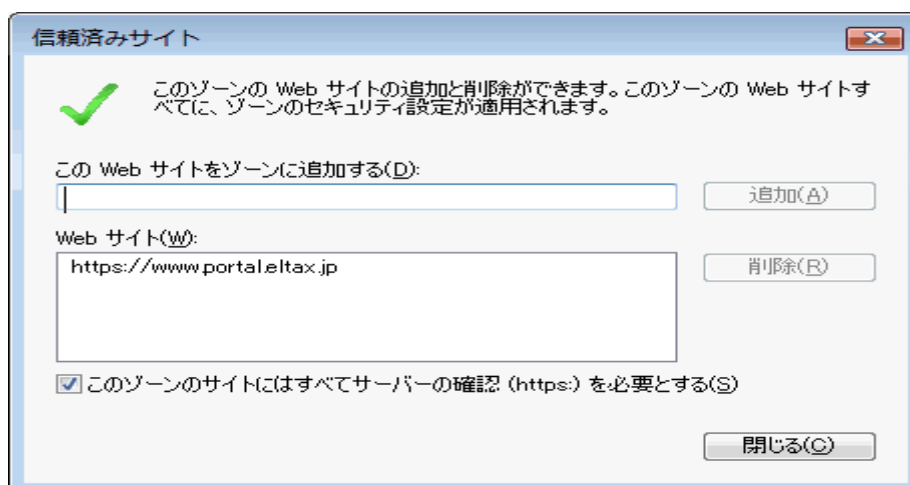 信頼済みサイト
このゾーンの Web サイトの追加と削除ができます。このゾーンの Web サイトす
べてに、ゾーンのセキュリティ設定が適用されます。
この Web サイトをゾーンに追加する(D):
追加(A)
Web サイト(W):
https://www.portal.eltax.jp
削除(R)
このゾーンのサイトにはすべてサーバーの確認 (https:) を必要とする(S)
閉じる(C)